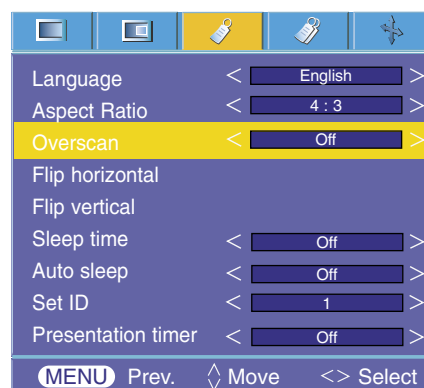 Language < English >
Aspect Ratio < 4 : 3 >
Overscan < Off >
Flip horizontal
Flip vertical
Sleep time < Off >
Auto sleep < Off >
Set ID < 1 >
Presentation timer < Off >
MENU Prev. ◇ Move <> Select